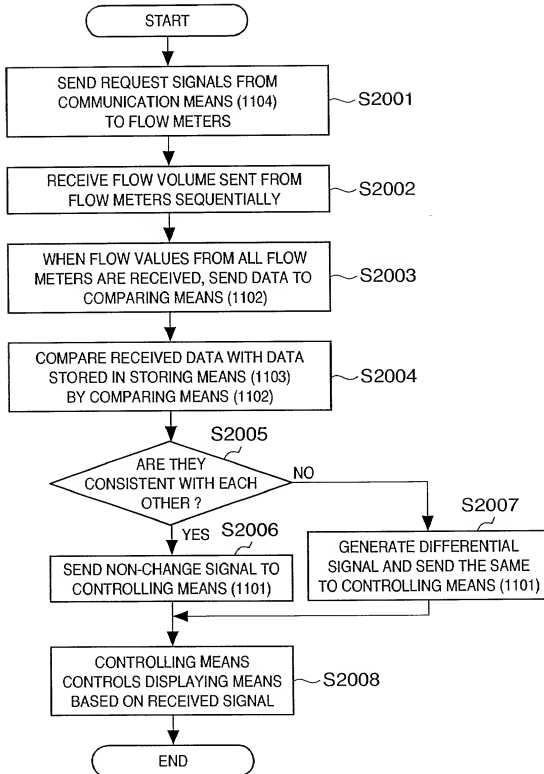 START
SEND REQUEST SIGNALS FROM
COMMUNICATION MEANS (1104)
TO FLOW METERS
S2001
RECEIVE FLOW VOLUME SENT FROM
FLOW METERS SEQUENTIALLY
S2002
WHEN FLOW VALUES FROM ALL FLOW
METERS ARE RECEIVED, SEND DATA TO
COMPARING MEANS (1102)
S2003
COMPARE RECEIVED DATA WITH DATA
STORED IN STORING MEANS (1103)
BY COMPARING MEANS (1102)
S2004
S2005
ARE THEY
CONSISTENT WITH EACH
OTHER ?
NO
YES
S2006
SEND NON-CHANGE SIGNAL TO
CONTROLLING MEANS (1101)
S2007
GENERATE DIFFERENTIAL
SIGNAL AND SEND THE SAME
TO CONTROLLING MEANS (1101)
CONTROLLING MEANS
CONTROLS DISPLAYING MEANS
BASED ON RECEIVED SIGNAL
S2008
END